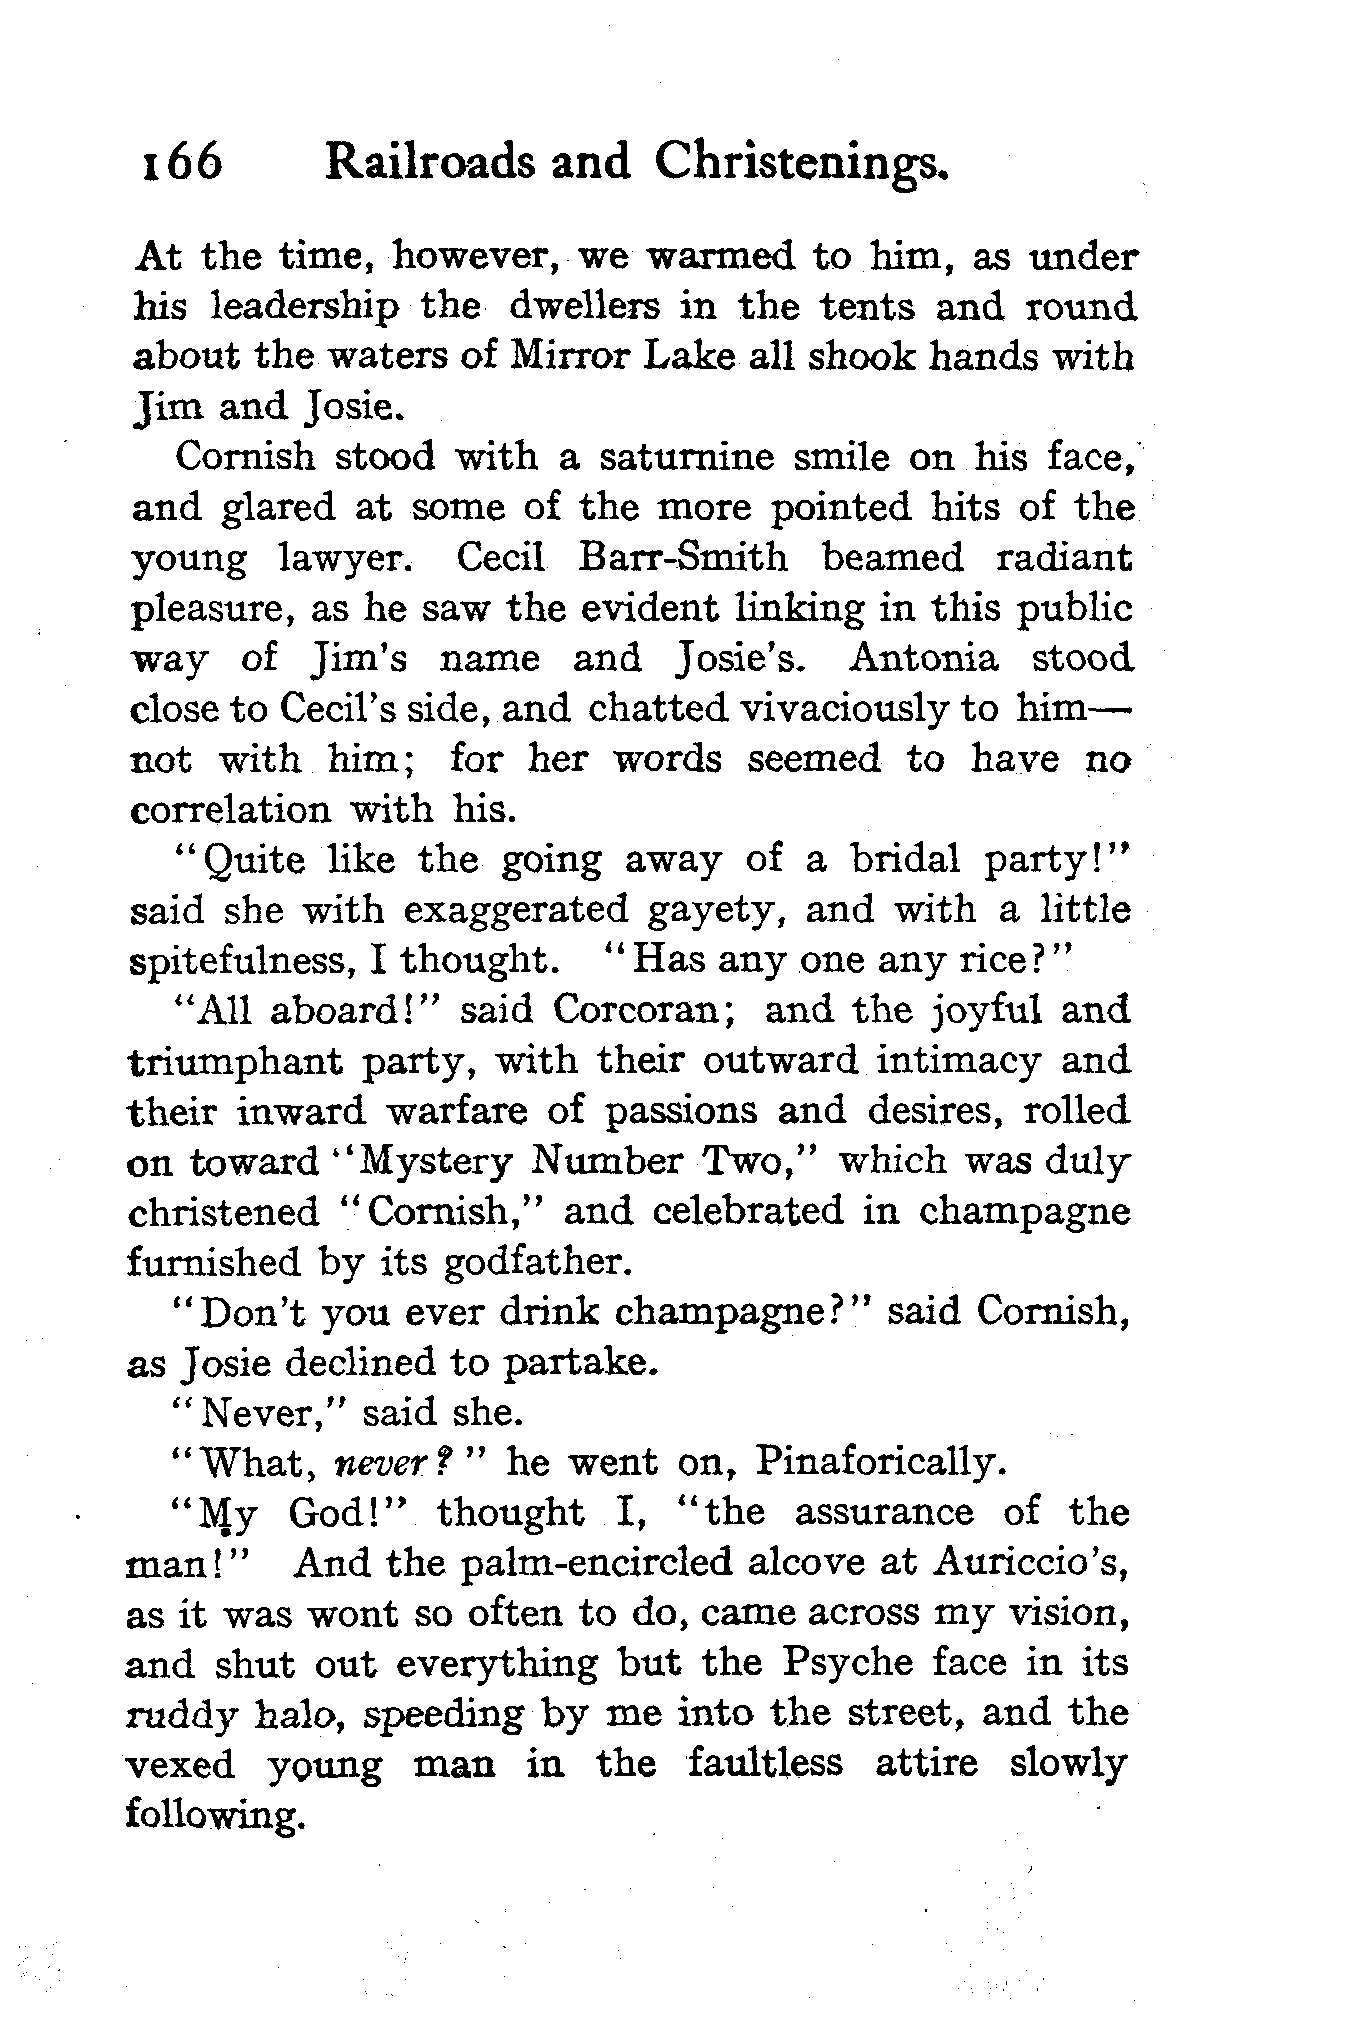 166 Railroads and Christenings.
At the time, however, we warmed to him, as under
his leadership the dwellers in the tents and round
about the waters of Mirror Lake all shook hands with
Jim and Josie.
Cornish stood with a saturnine smile on his face,
and glared at some of the more pointed hits of the
young lawyer. Cecil Barr-Smith beamed radiant
pleasure, as he saw the evident linking in this public
way of Jim's name and Josie's. Antonia stood
close to Cecil's side, and chatted vivaciously to him—
not with him; for her words seemed to have no
correlation with his.
"Quite like the going away of a bridal party!"
said she with exaggerated gayety, and with a little
spitefulness, I thought. "Has any one any rice?"
"All aboard!" said Corcoran; and the joyful and
triumphant party, with their outward intimacy and
their inward warfare of passions and desires, rolled
on toward "Mystery Number Two," which was duly
christened "Cornish," and celebrated in champagne
furnished by its godfather.
"Don't you ever drink champagne?" said Cornish,
as Josie declined to partake.
"Never," said she.
"What, never?" he went on, Pinaforically.
"My God!" thought I, "the assurance of the
man!" And the palm-encircled alcove at Auriccio's,
as it was wont so often to do, came across my vision,
and shut out everything but the Psyche face in its
ruddy halo, speeding by me into the street, and the
vexed young man in the faultless attire slowly
following.